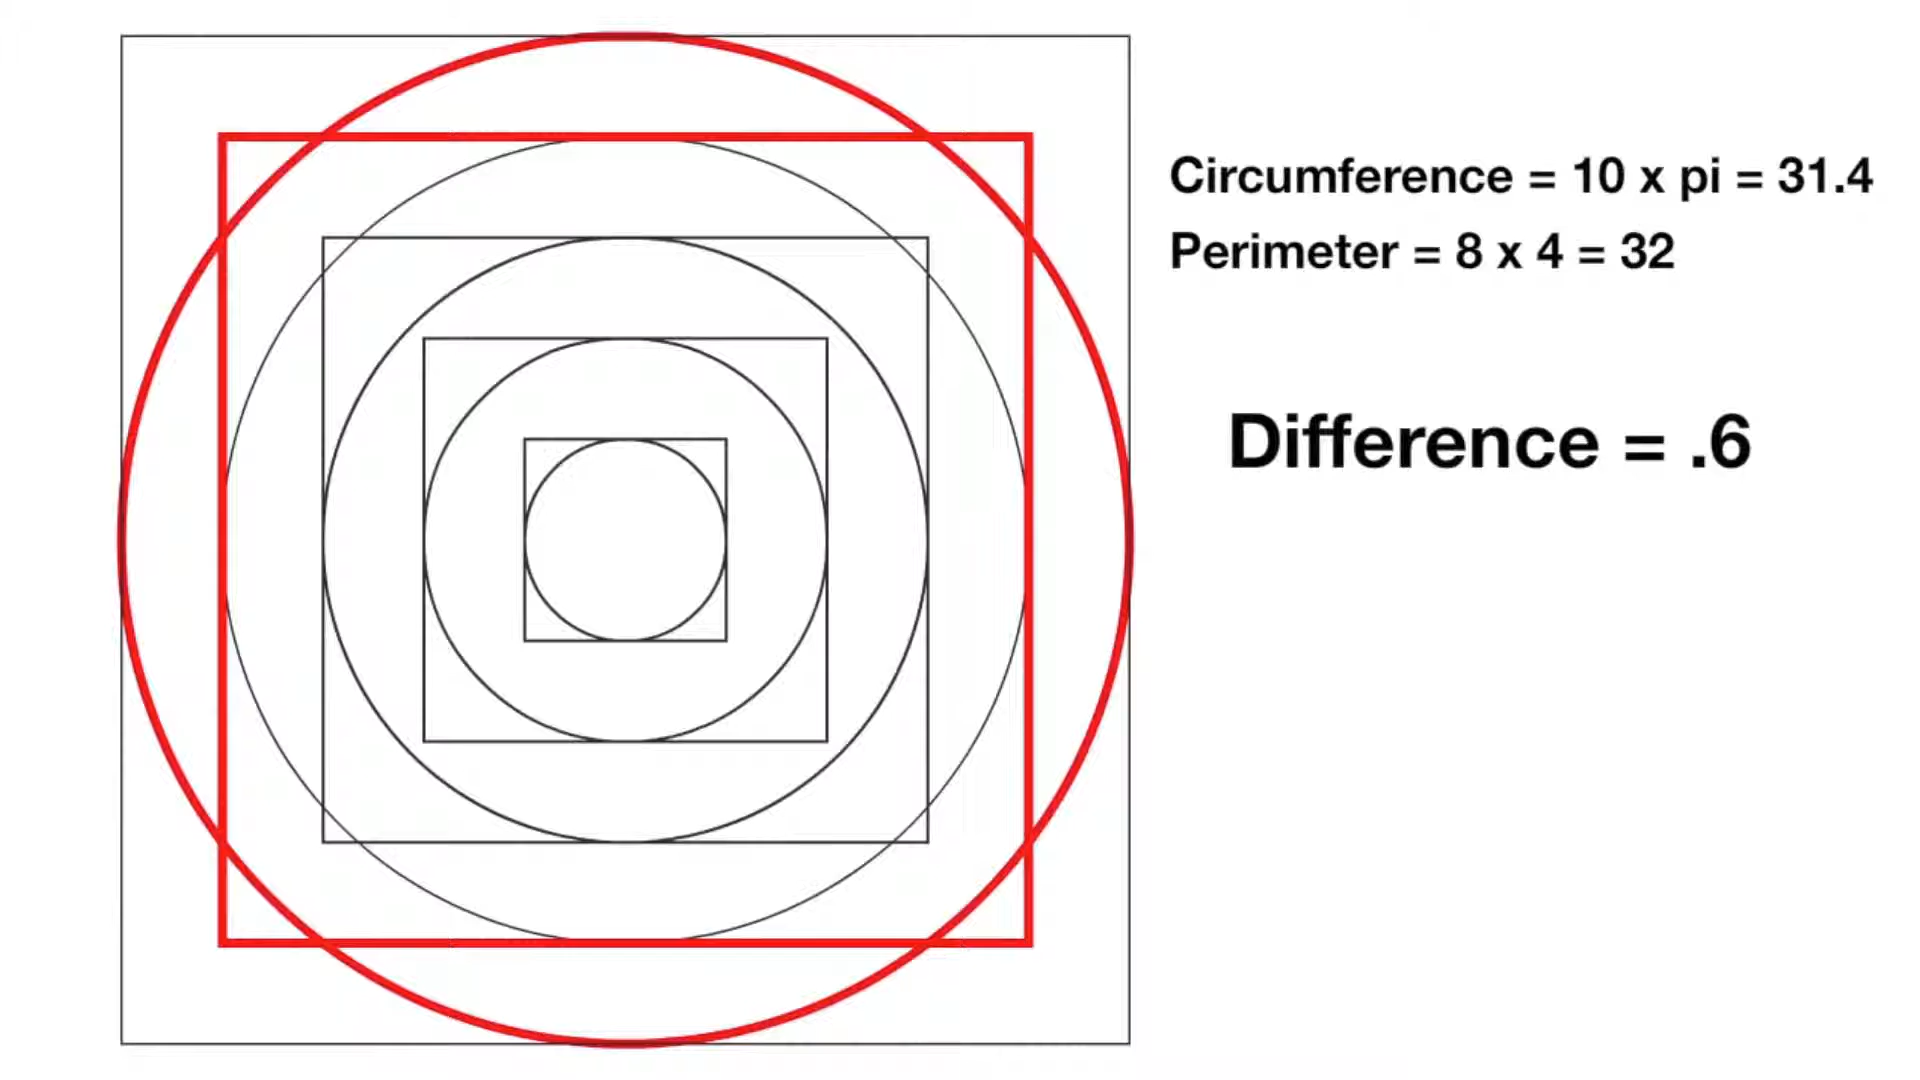 Circumference = 10 x pi = 31.4
Perimeter = 8 x 4 = 32
Difference = .6